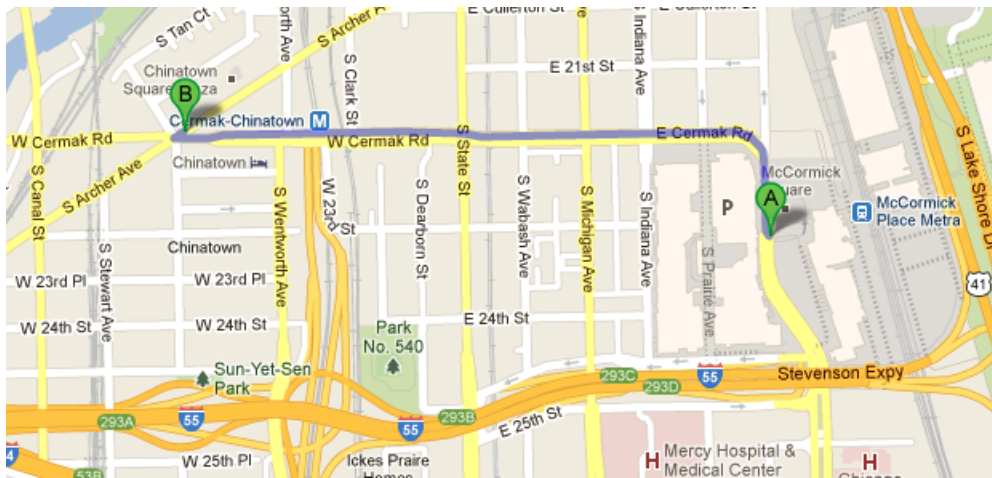 E Cullerton St
S Tan Ct
S Archer Ave
S Clark St
Chinatown
Square Plaza
B
E 21st St
S Indiana Ave
Cermak-Chinatown M
W Cermak Rd
W Cermak Rd
E Cermak Rd
Chinatown
S Archer Ave
S Canal St
S Stewart Ave
S Wentworth Ave
W 23rd St
S Dearborn St
S State St
S Wabash Ave
S Michigan Ave
S Indiana Ave
S Prairie Ave
P
McCormick
Square
A
McCormick
Place Metra
S Lake Shore Dr
41
Chinatown
W 23rd Pl
W 23rd Pl
W 24th St
W 24th St
E 24th St
Park
No. 540
Sun-Yet-Sen
Park
293A
55
55
293B
293C
293D
55
Stevenson Expy
E 25th St
W 25th Pl
53B
Ickes Praire
Homes
H
Mercy Hospital &
Medical Center
H
Chicago